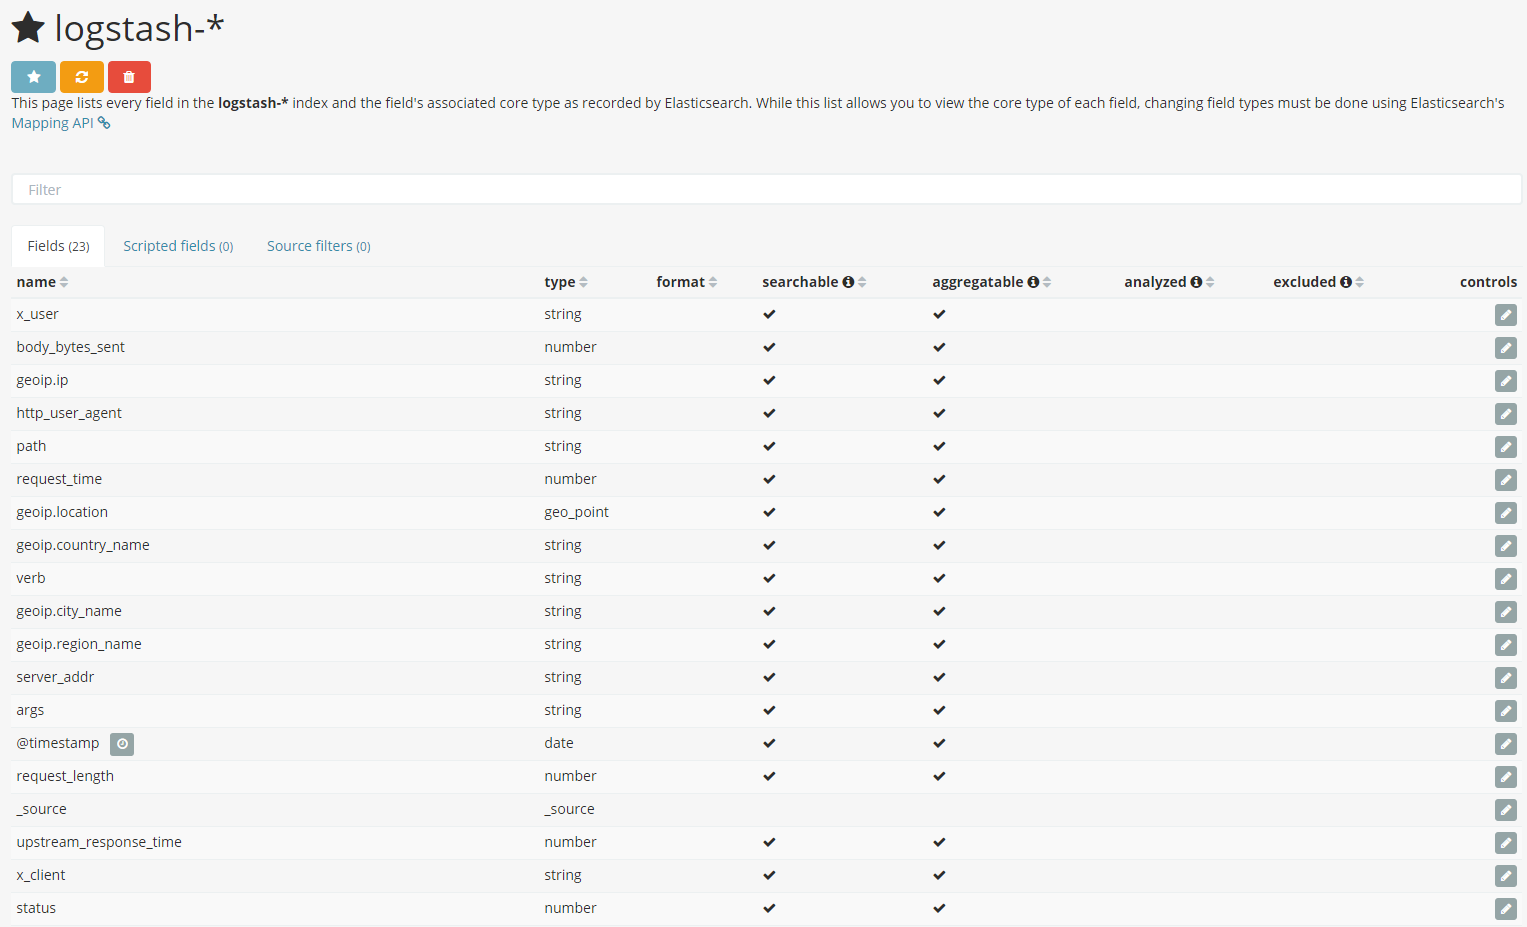 logstash-*
This page lists every field in the logstash-* index and the field's associated core type as recorded by Elasticsearch. While this list allows you to view the core type of each field, changing field types must be done using Elasticsearch's
Mapping API
Filter
Fields (23) Scripted fields (0) Source filters (0)
name type format searchable aggregatable analyzed excluded controls
x_user string
body_bytes_sent number
geoip.ip string
http_user_agent string
path string
request_time number
geoip.location geo_point
geoip.country_name string
verb string
geoip.city_name string
geoip.region_name string
server_addr string
args string
@timestamp date
request_length number
_source _source
upstream_response_time number
x_client string
status number